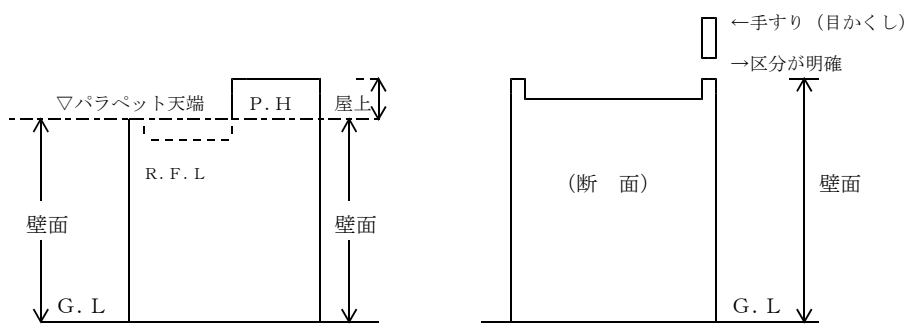 ←手すり（目かくし）
→区分が明確
▽パラペット天端
P.H
屋上
R.F.L
（断　面）
壁面
壁面
壁面
G.L
G.L